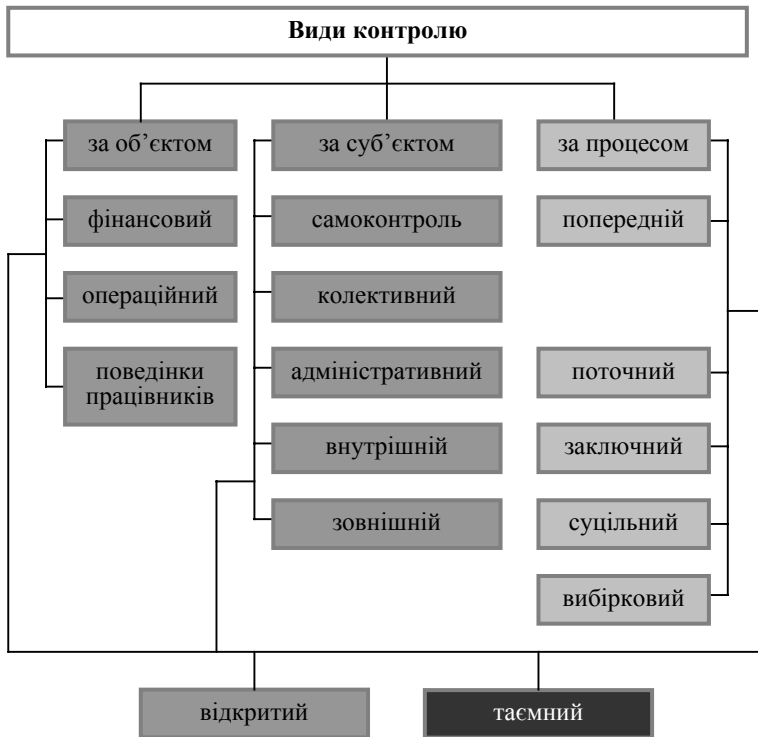 Види контролю
за об’єктом
за суб’єктом
за процесом
фінансовий
самоконтроль
попередній
операційний
колективний
поведінки
працівників
адміністративний
поточний
внутрішній
заключний
зовнішній
суцільний
вибірковий
відкритий
таємний